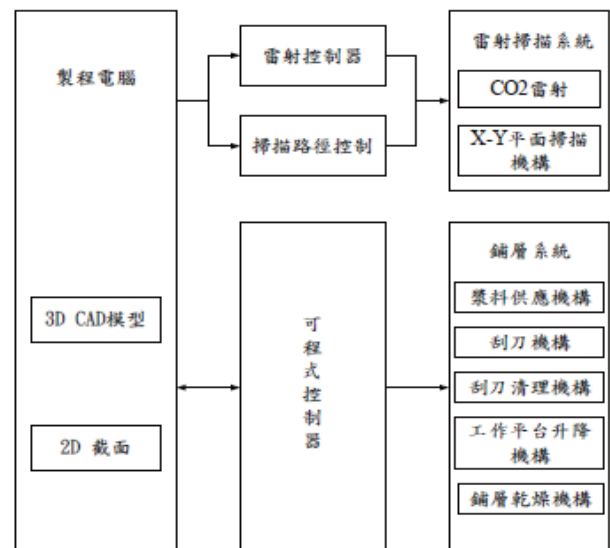 製程電腦
3D CAD模型
2D 截面
雷射控制器
掃描路徑控制
可
程
式
控
制
器
雷射掃描系統
CO2雷射
X-Y平面掃描
機構
鋪層系統
漿料供應機構
刮刀機構
刮刀清理機構
工作平台升降
機構
鋪層乾燥機構